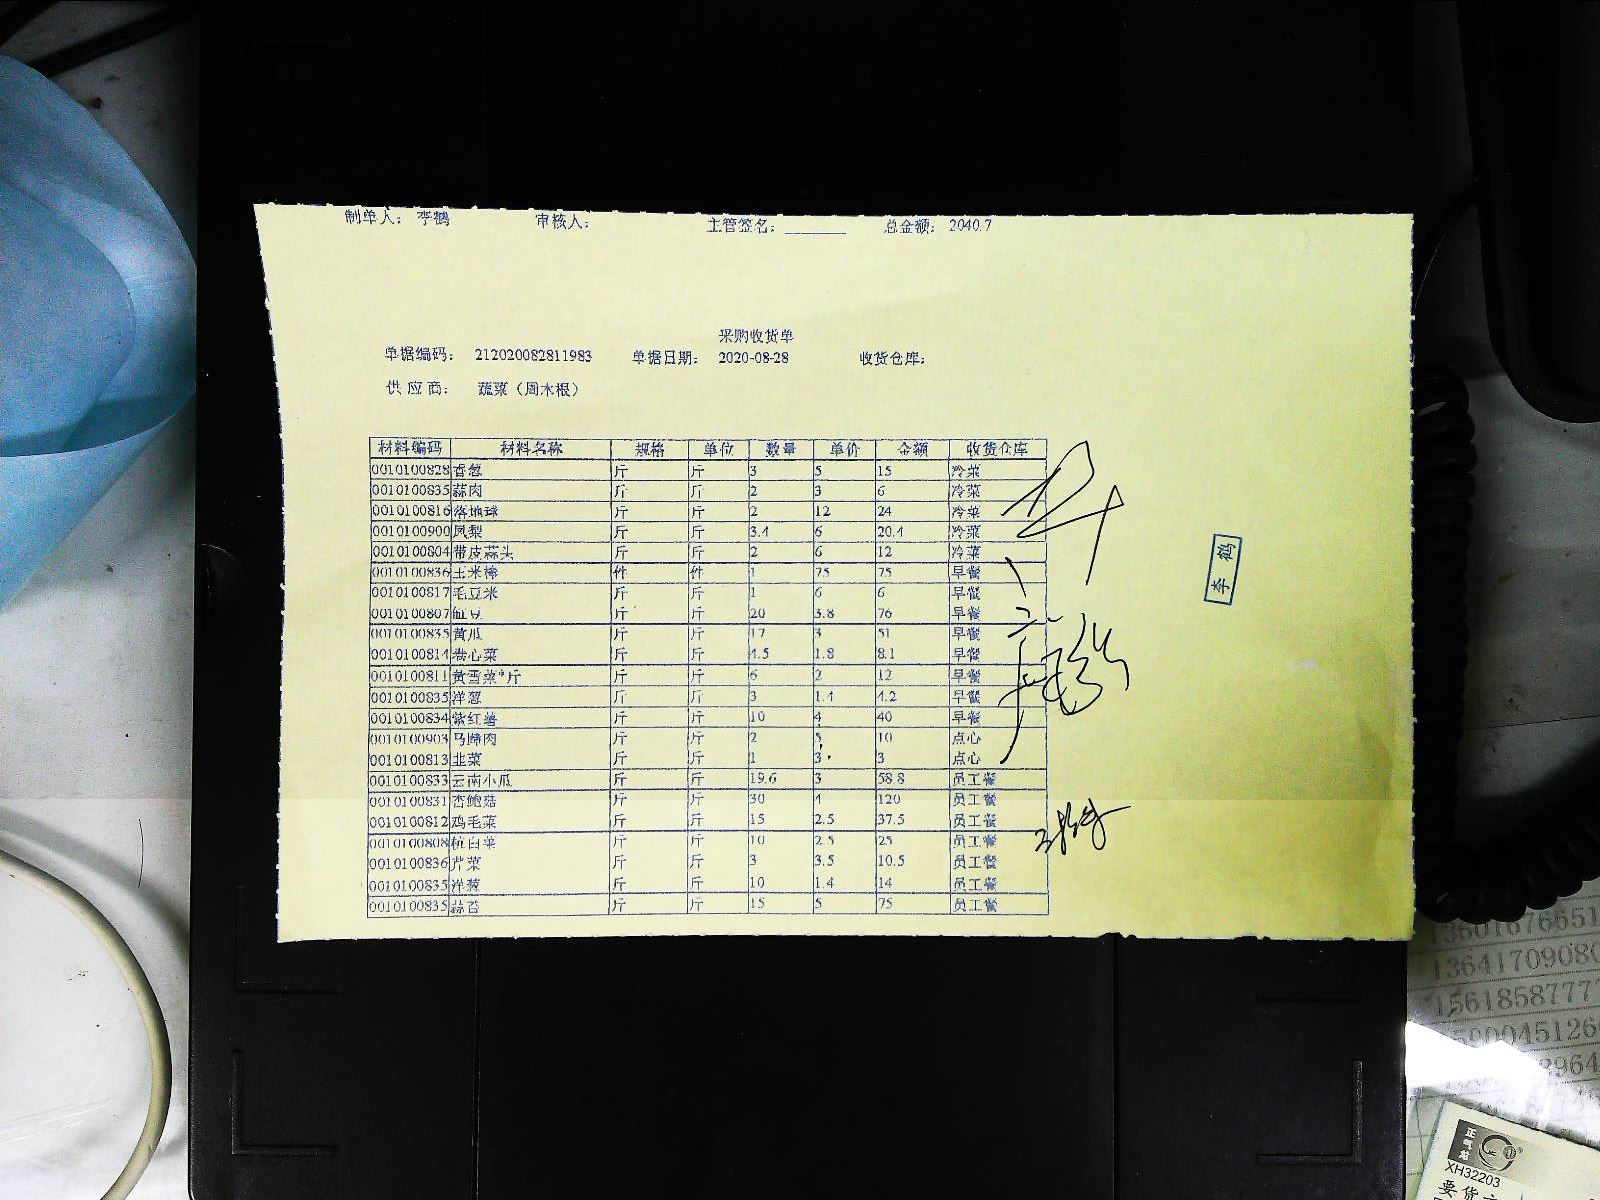 制单人: 李鹤 审核人: 主管签名: 总金额: 2040.7
采购收货单
单据编码: 212020082811983 单据日期: 2020-08-28 收货仓库:
供应商: 蔬菜（周木根）
材料编码 材料名称 规格 单位 数量 单价 金额 收货仓库
0010100828 香葱 斤 斤 3 5 15 冷菜
0010100835 蒜肉 斤 斤 2 3 6 冷菜
0010100816 落地球 斤 斤 2 12 24 冷菜
0010100900 凤梨 斤 斤 3.4 6 20.4 冷菜
0010100804 带皮蒜头 斤 斤 2 6 12 冷菜
0010100836 玉米棒 件 件 1 75 75 早餐
0010100817 毛豆米 斤 斤 1 6 6 早餐
0010100807 豇豆 斤 斤 20 3.8 76 早餐
0010100835 黄瓜 斤 斤 17 3 51 早餐
0010100814 卷心菜 斤 斤 4.5 1.8 8.1 早餐
0010100811 黄雪菜*斤 斤 斤 6 2 12 早餐
0010100835 洋葱 斤 斤 3 1.4 4.2 早餐
0010100834 紫红薯 斤 斤 10 4 40 早餐
0010100903 马蹄肉 斤 斤 2 5 10 点心
0010100813 韭菜 斤 斤 1 3 3 点心
0010100833 云南小瓜 斤 斤 19.6 3 58.8 员工餐
0010100831 杏鲍菇 斤 斤 30 4 120 员工餐
0010100812 鸡毛菜 斤 斤 15 2.5 37.5 员工餐
0010100808 杭白菜 斤 斤 10 2.5 25 员工餐
0010100836 芹菜 斤 斤 3 3.5 10.5 员工餐
0010100835 洋葱 斤 斤 10 1.4 14 员工餐
0010100835 蒜苔 斤 斤 15 5 75 员工餐
李鹤
13641709080
XH32203